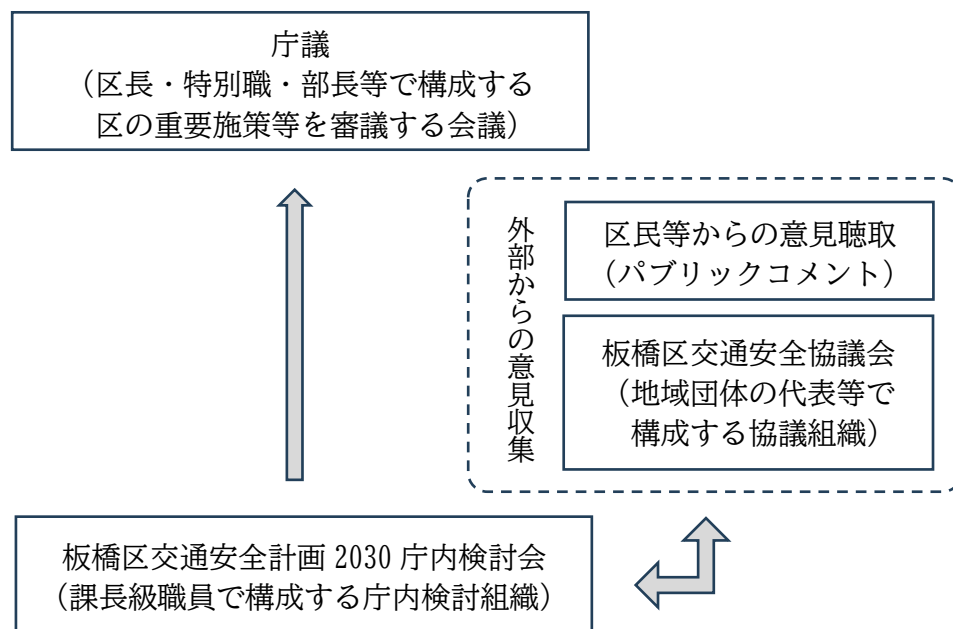 庁議
（区長・特別職・部長等で構成する
区の重要施策等を審議する会議）
外部からの意見収集
区民等からの意見聴取
（パブリックコメント）
板橋区交通安全協議会
（地域団体の代表等で
構成する協議組織）
板橋区交通安全計画 2030 庁内検討会
（課長級職員で構成する庁内検討組織）